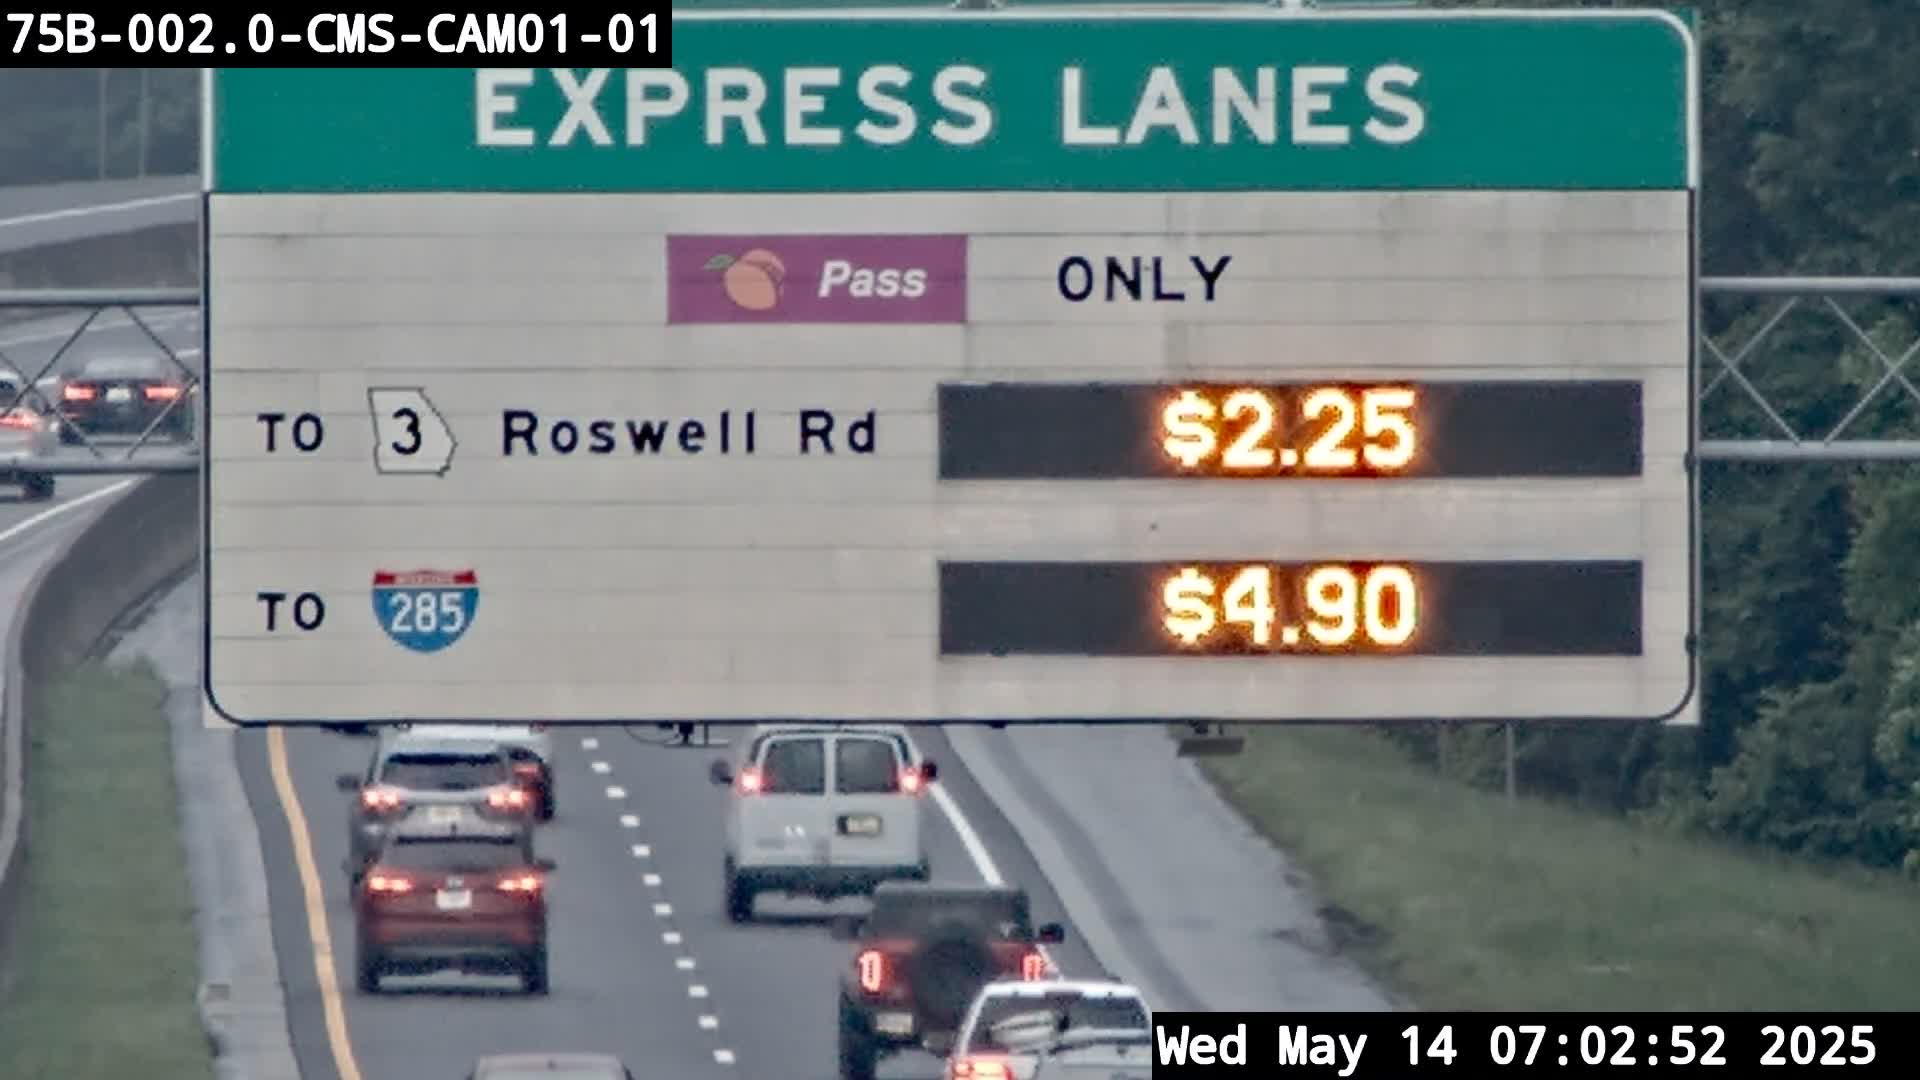 75B-002.0-CMS-CAM01-01
EXPRESS LANES
Pass ONLY
TO 3 Roswell Rd $2.25
TO 285 $4.90
Wed May 14 07:02:52 2025